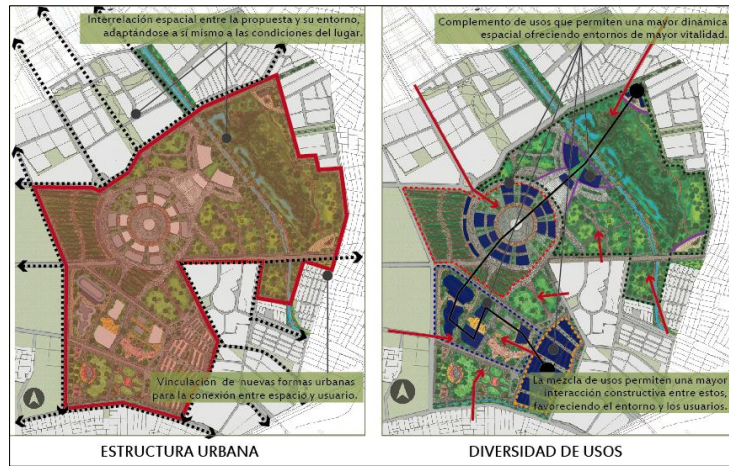 Interrelación espacial entre la propuesta y su entorno,
adaptándose a sí mismo a las condiciones del lugar.
Vinculación de nuevas formas urbanas
para la conexión entre espacio y usuario.
ESTRUCTURA URBANA
Complemento de usos que permiten una mayor dinámica
espacial ofreciendo entornos de mayor vitalidad.
La mezcla de usos permiten una mayor
interacción constructiva entre estos,
favoreciendo el entorno y los usuarios.
DIVERSIDAD DE USOS